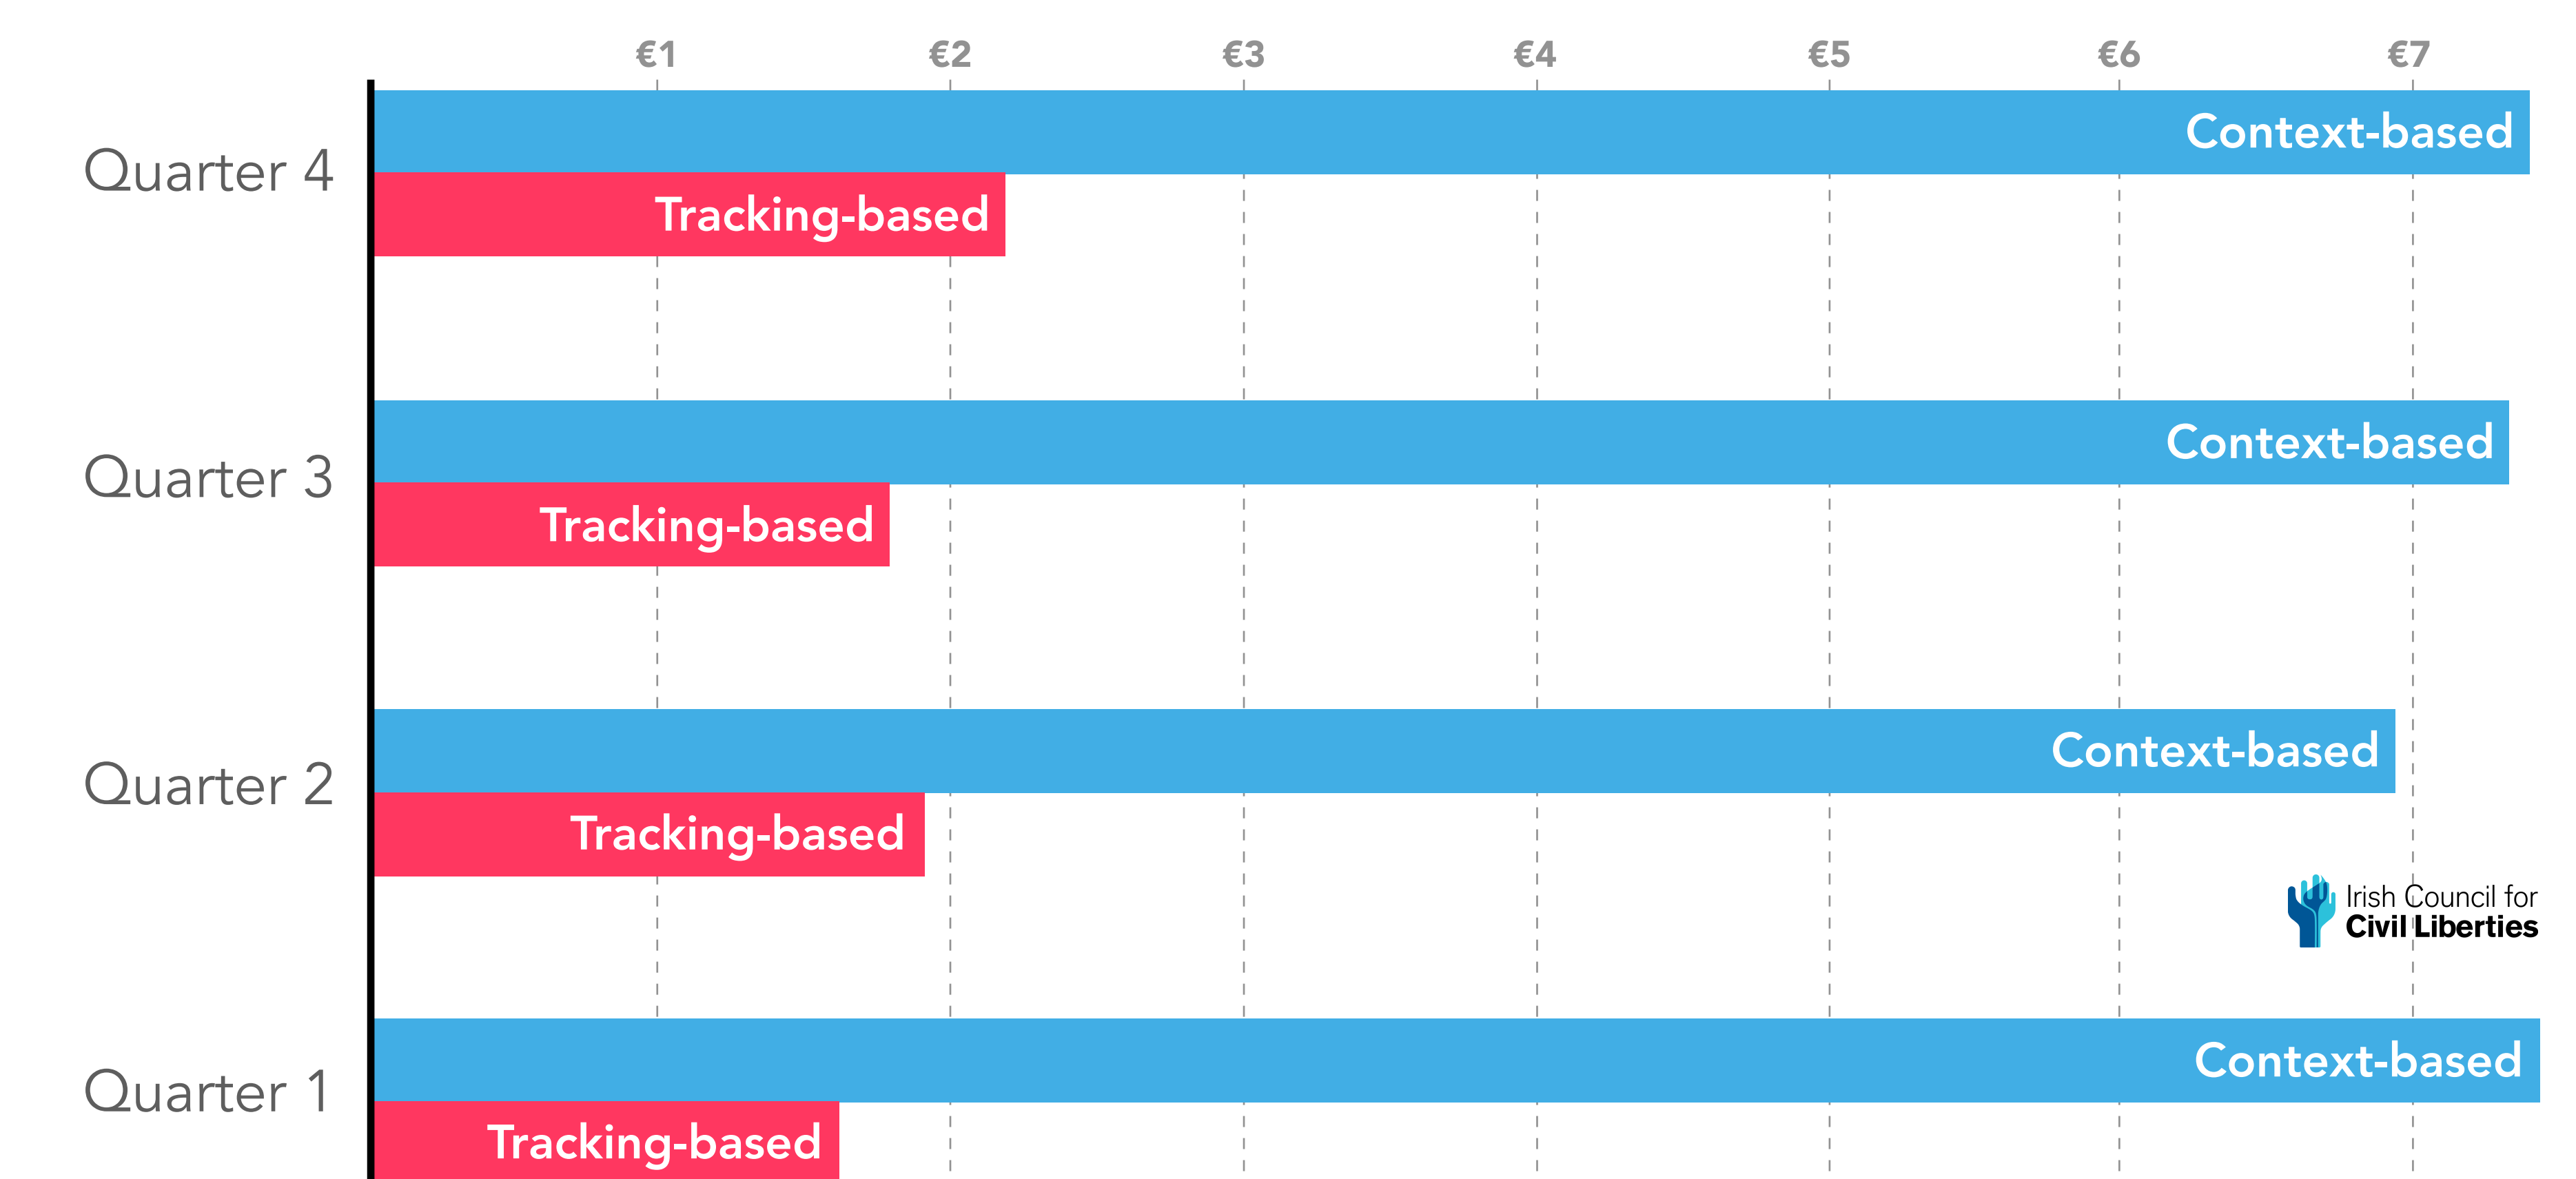 €1 €2 €3 €4 €5 €6 €7
Context-based
Quarter 4
Tracking-based
Context-based
Quarter 3
Tracking-based
Context-based
Quarter 2
Tracking-based
Irish Council for
Civil Liberties
Context-based
Quarter 1
Tracking-based